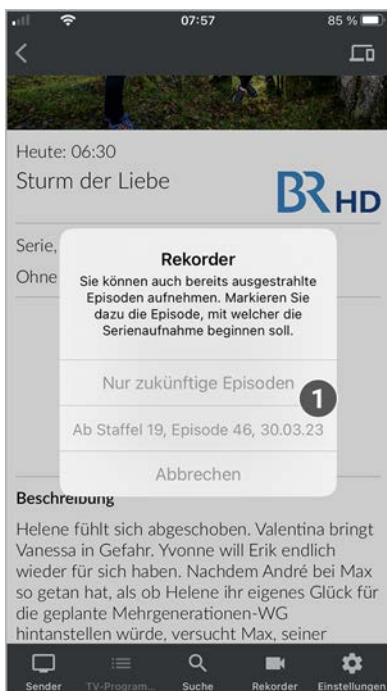 07:57
85 %
Heute: 06:30
Sturm der Liebe
BR HD
Serie,
Ohne
Rekorder
Sie können auch bereits ausgestrahlte
Episoden aufnehmen. Markieren Sie
dazu die Episode, mit welcher die
Serienaufnahme beginnen soll.
Nur zukünftige Episoden
1
Ab Staffel 19, Episode 46, 30.03.23
Abbrechen
Beschreibung
Helene fühlt sich abgeschoben. Valentina bringt
Vanessa in Gefahr. Yvonne will Erik endlich
wieder für sich haben. Nachdem André bei Max
so getan hat, als ob Helene ihr eigenes Glück für
die geplante Mehrgenerationen-WG
hintanstellen würde, versucht Max, seiner
Sender TV-Program... Suche Rekorder Einstellungen